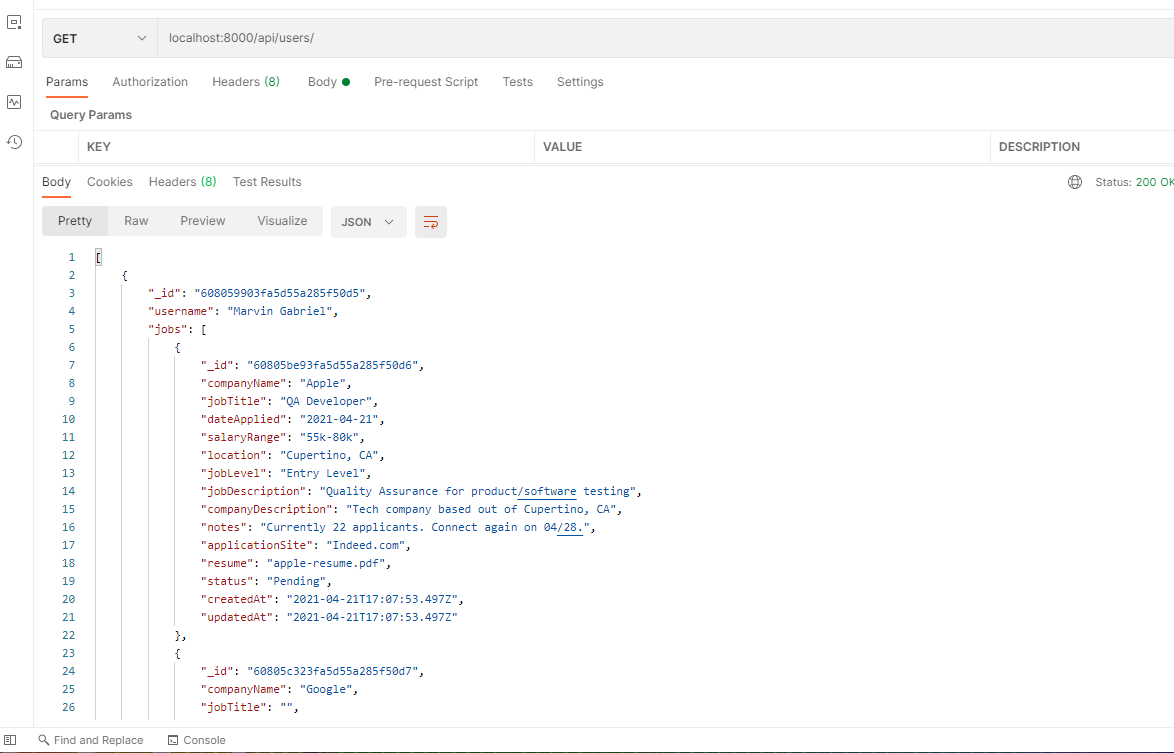 GET localhost:8000/api/users/
Params Authorization Headers (8) Body Pre-request Script Tests Settings
Query Params
KEY VALUE DESCRIPTION
Body Cookies Headers (8) Test Results Status: 200 OK
Pretty Raw Preview Visualize JSON
1 [
2 {
3 "_id": "608059903fa5d55a285f50d5",
4 "username": "Marvin Gabriel",
5 "jobs": [
6 {
7 "_id": "60805be93fa5d55a285f50d6",
8 "companyName": "Apple",
9 "jobTitle": "QA Developer",
10 "dateApplied": "2021-04-21",
11 "salaryRange": "55k-80k",
12 "location": "Cupertino, CA",
13 "jobLevel": "Entry Level",
14 "jobDescription": "Quality Assurance for product/software testing",
15 "companyDescription": "Tech company based out of Cupertino, CA",
16 "notes": "Currently 22 applicants. Connect again on 04/28.",
17 "applicationSite": "Indeed.com",
18 "resume": "apple-resume.pdf",
19 "status": "Pending",
20 "createdAt": "2021-04-21T17:07:53.497Z",
21 "updatedAt": "2021-04-21T17:07:53.497Z"
22 },
23 {
24 "_id": "60805c323fa5d55a285f50d7",
25 "companyName": "Google",
26 "jobTitle": "",
Find and Replace Console